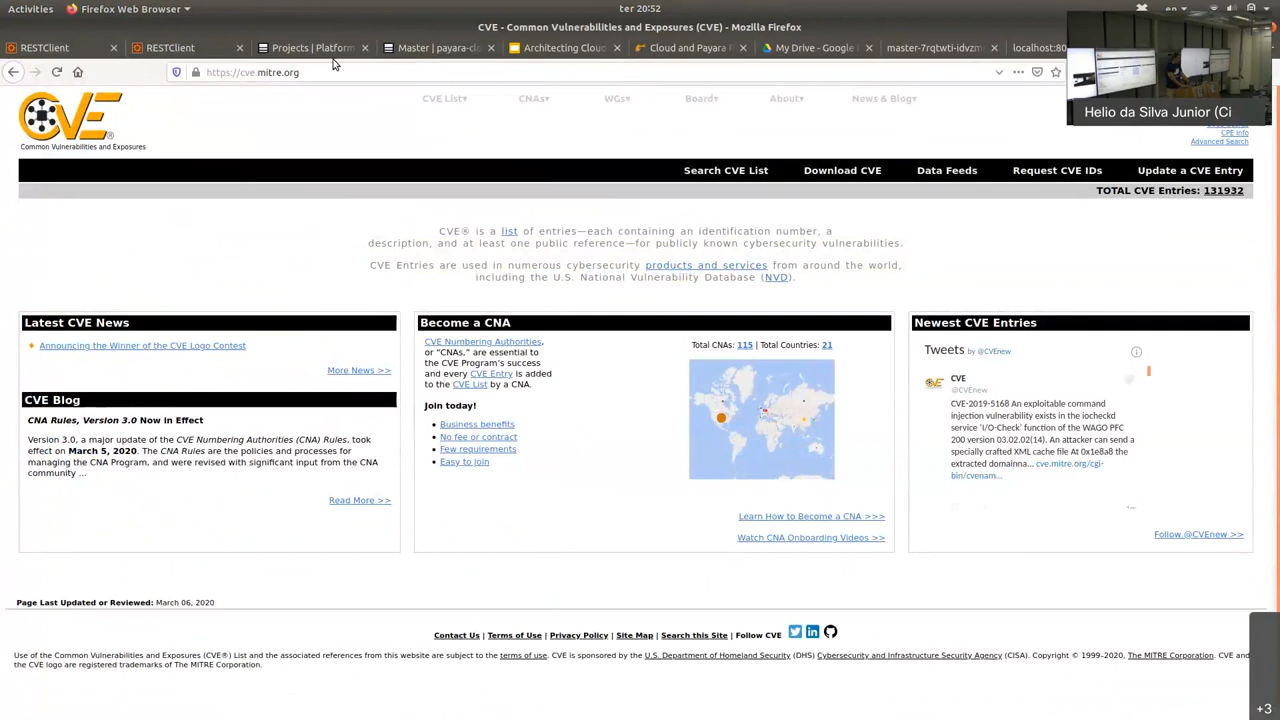 Activities Firefox Web Browser ▾ ter 20:52 en
CVE - Common Vulnerabilities and Exposures (CVE) - Mozilla Firefox
RESTClient × RESTClient × Projects | Platform × Master | payara-clo × Architecting Cloud × Cloud and Payara × My Drive - Google × master-7rqtwti-idvzm × localhost:80
https://cve.mitre.org
Helio da Silva Junior (Ci
CVE List▾ CNAs▾ WGs▾ Board▾ About▾ News & Blog▾
CVE®
Common Vulnerabilities and Exposures
CPE Info
Advanced Search
Search CVE List Download CVE Data Feeds Request CVE IDs Update a CVE Entry
TOTAL CVE Entries: 131932
CVE® is a list of entries—each containing an identification number, a
description, and at least one public reference—for publicly known cybersecurity vulnerabilities.
CVE Entries are used in numerous cybersecurity products and services from around the world,
including the U.S. National Vulnerability Database (NVD).
Latest CVE News
Announcing the Winner of the CVE Logo Contest
More News >>
CVE Blog
CNA Rules, Version 3.0 Now in Effect
Version 3.0, a major update of the CVE Numbering Authorities (CNA) Rules, took
effect on March 5, 2020. The CNA Rules are the policies and processes for
managing the CNA Program, and were revised with significant input from the CNA
community ...
Read More >>
Become a CNA
CVE Numbering Authorities,
or “CNAs,” are essential to
the CVE Program’s success
and every CVE Entry is added
to the CVE List by a CNA.
Join today!
Business benefits
No fee or contract
Few requirements
Easy to join
Total CNAs: 115 | Total Countries: 21
Learn How to Become a CNA >>>
Watch CNA Onboarding Videos >>
Newest CVE Entries
Tweets by @CVEnew
CVE
@CVEnew
CVE-2019-5168 An exploitable command
injection vulnerability exists in the iocheckd
service ‘I/O-Check’ function of the WAGO PFC
200 version 03.02.02(14). An attacker can send a
specially crafted XML cache file At 0x1e8a8 the
extracted domainna... cve.mitre.org/cgi-
bin/cvenam...
Follow @CVEnew >>
Page Last Updated or Reviewed: March 06, 2020
Contact Us | Terms of Use | Privacy Policy | Site Map | Search this Site | Follow CVE
Use of the Common Vulnerabilities and Exposures (CVE®) List and the associated references from this website are subject to the terms of use. CVE is sponsored by the U.S. Department of Homeland Security (DHS) Cybersecurity and Infrastructure Security Agency (CISA). Copyright © 1999–2020, The MITRE Corporation. CVE and
the CVE logo are registered trademarks of The MITRE Corporation.
+3